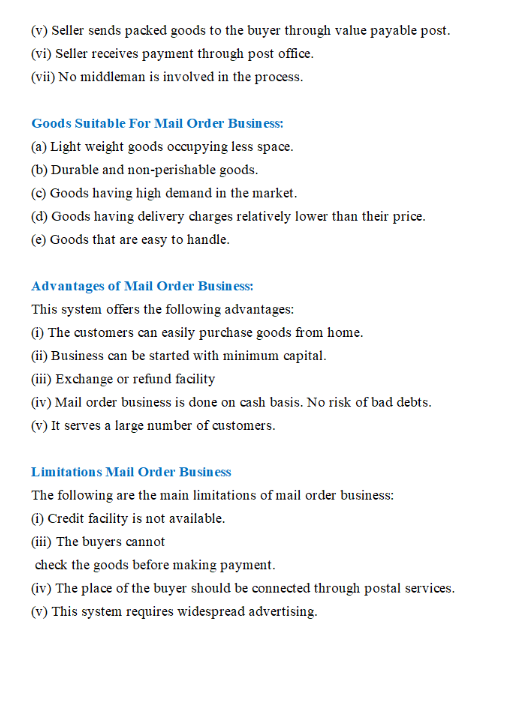 (v) Seller sends packed goods to the buyer through value payable post.
(vi) Seller receives payment through post office.
(vii) No middleman is involved in the process.
Goods Suitable For Mail Order Business:
(a) Light weight goods occupying less space.
(b) Durable and non-perishable goods.
(c) Goods having high demand in the market.
(d) Goods having delivery charges relatively lower than their price.
(e) Goods that are easy to handle.
Advantages of Mail Order Business:
This system offers the following advantages:
(i) The customers can easily purchase goods from home.
(ii) Business can be started with minimum capital.
(iii) Exchange or refund facility
(iv) Mail order business is done on cash basis. No risk of bad debts.
(v) It serves a large number of customers.
Limitations Mail Order Business
The following are the main limitations of mail order business:
(i) Credit facility is not available.
(iii) The buyers cannot
check the goods before making payment.
(iv) The place of the buyer should be connected through postal services.
(v) This system requires widespread advertising.